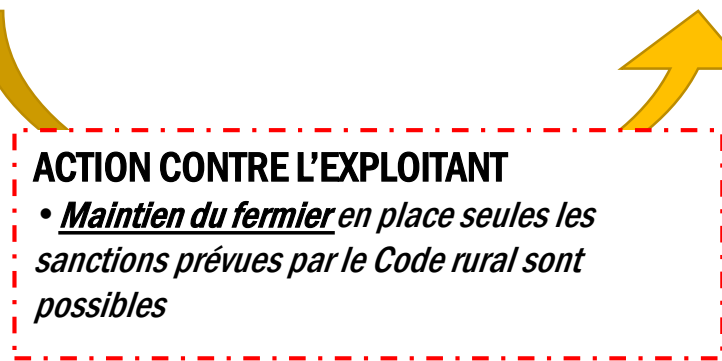 ACTION CONTRE L'EXPLOITANT
• Maintien du fermier en place seules les
sanctions prévues par le Code rural sont
possibles